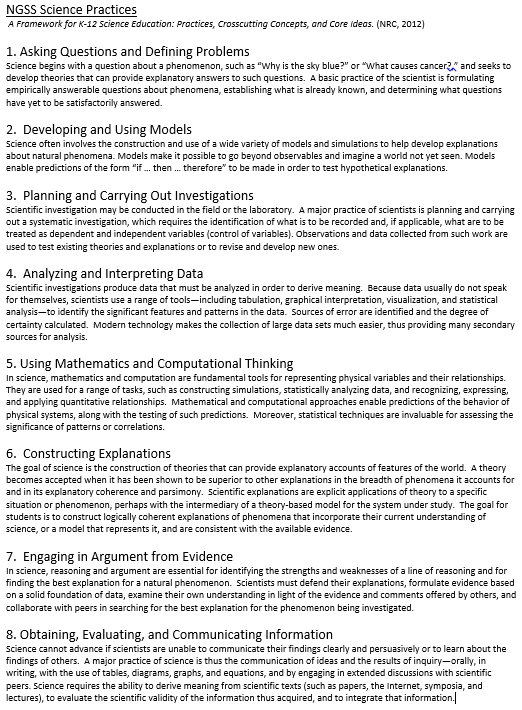 NGSS Science Practices
A Framework for K-12 Science Education: Practices, Crosscutting Concepts, and Core Ideas. (NRC, 2012)
1. Asking Questions and Defining Problems
Science begins with a question about a phenomenon, such as “Why is the sky blue?” or “What causes cancer?,” and seeks to
develop theories that can provide explanatory answers to such questions. A basic practice of the scientist is formulating
empirically answerable questions about phenomena, establishing what is already known, and determining what questions
have yet to be satisfactorily answered.
2. Developing and Using Models
Science often involves the construction and use of a wide variety of models and simulations to help develop explanations
about natural phenomena. Models make it possible to go beyond observables and imagine a world not yet seen. Models
enable predictions of the form “if … then … therefore” to be made in order to test hypothetical explanations.
3. Planning and Carrying Out Investigations
Scientific investigation may be conducted in the field or the laboratory. A major practice of scientists is planning and carrying
out a systematic investigation, which requires the identification of what is to be recorded and, if applicable, what are to be
treated as dependent and independent variables (control of variables). Observations and data collected from such work are
used to test existing theories and explanations or to revise and develop new ones.
4. Analyzing and Interpreting Data
Scientific investigations produce data that must be analyzed in order to derive meaning. Because data usually do not speak
for themselves, scientists use a range of tools—including tabulation, graphical interpretation, visualization, and statistical
analysis—to identify the significant features and patterns in the data. Sources of error are identified and the degree of
certainty calculated. Modern technology makes the collection of large data sets much easier, thus providing many secondary
sources for analysis.
5. Using Mathematics and Computational Thinking
In science, mathematics and computation are fundamental tools for representing physical variables and their relationships.
They are used for a range of tasks, such as constructing simulations, statistically analyzing data, and recognizing, expressing,
and applying quantitative relationships. Mathematical and computational approaches enable predictions of the behavior of
physical systems, along with the testing of such predictions. Moreover, statistical techniques are invaluable for assessing the
significance of patterns or correlations.
6. Constructing Explanations
The goal of science is the construction of theories that can provide explanatory accounts of features of the world. A theory
becomes accepted when it has been shown to be superior to other explanations in the breadth of phenomena it accounts for
and in its explanatory coherence and parsimony. Scientific explanations are explicit applications of theory to a specific
situation or phenomenon, perhaps with the intermediary of a theory-based model for the system under study. The goal for
students is to construct logically coherent explanations of phenomena that incorporate their current understanding of
science, or a model that represents it, and are consistent with the available evidence.
7. Engaging in Argument from Evidence
In science, reasoning and argument are essential for identifying the strengths and weaknesses of a line of reasoning and for
finding the best explanation for a natural phenomenon. Scientists must defend their explanations, formulate evidence based
on a solid foundation of data, examine their own understanding in light of the evidence and comments offered by others, and
collaborate with peers in searching for the best explanation for the phenomenon being investigated.
8. Obtaining, Evaluating, and Communicating Information
Science cannot advance if scientists are unable to communicate their findings clearly and persuasively or to learn about the
findings of others. A major practice of science is thus the communication of ideas and the results of inquiry—orally, in
writing, with the use of tables, diagrams, graphs, and equations, and by engaging in extended discussions with scientific
peers. Science requires the ability to derive meaning from scientific texts (such as papers, the Internet, symposia, and
lectures), to evaluate the scientific validity of the information thus acquired, and to integrate that information.